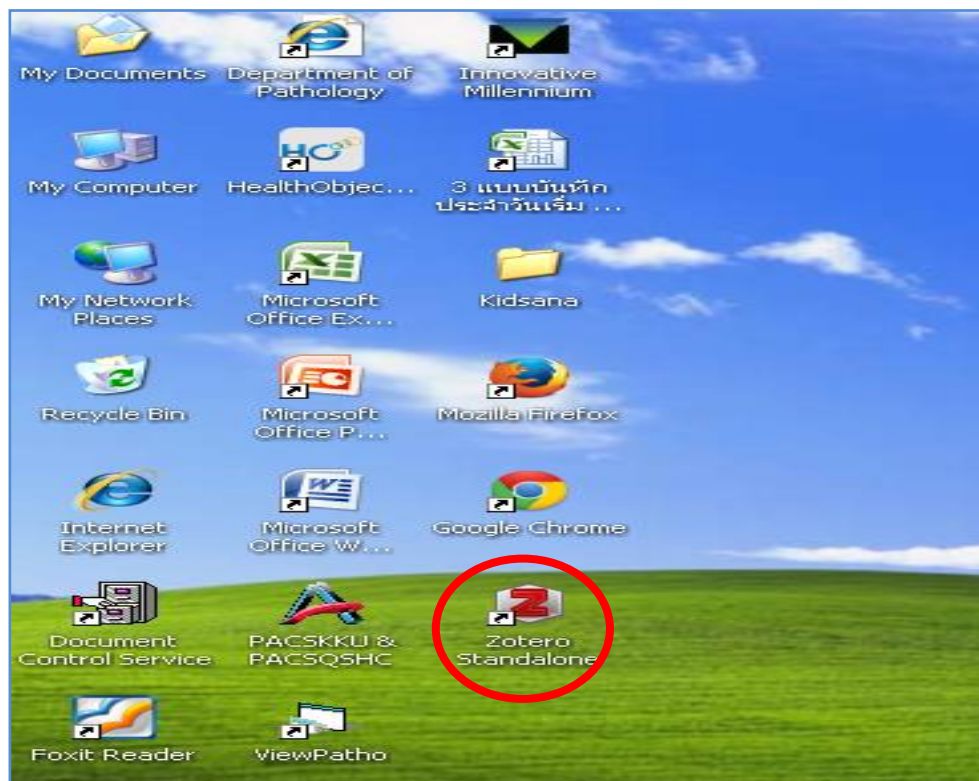 My Documents
Department of
Pathology
Innovative
Millennium
My Computer
HC
HealthObjec...
3 แบบบันทึก
ประจำวันเริ่ม ...
My Network
Places
Microsoft
Office Ex...
Kidsana
Recycle Bin
Microsoft
Office P...
Mozilla Firefox
Internet
Explorer
Microsoft
Office W...
Google Chrome
Document
Control Service
PACSKKU &
PACSQSHC
Z
Zotero
Standalone
Foxit Reader
ViewPatho